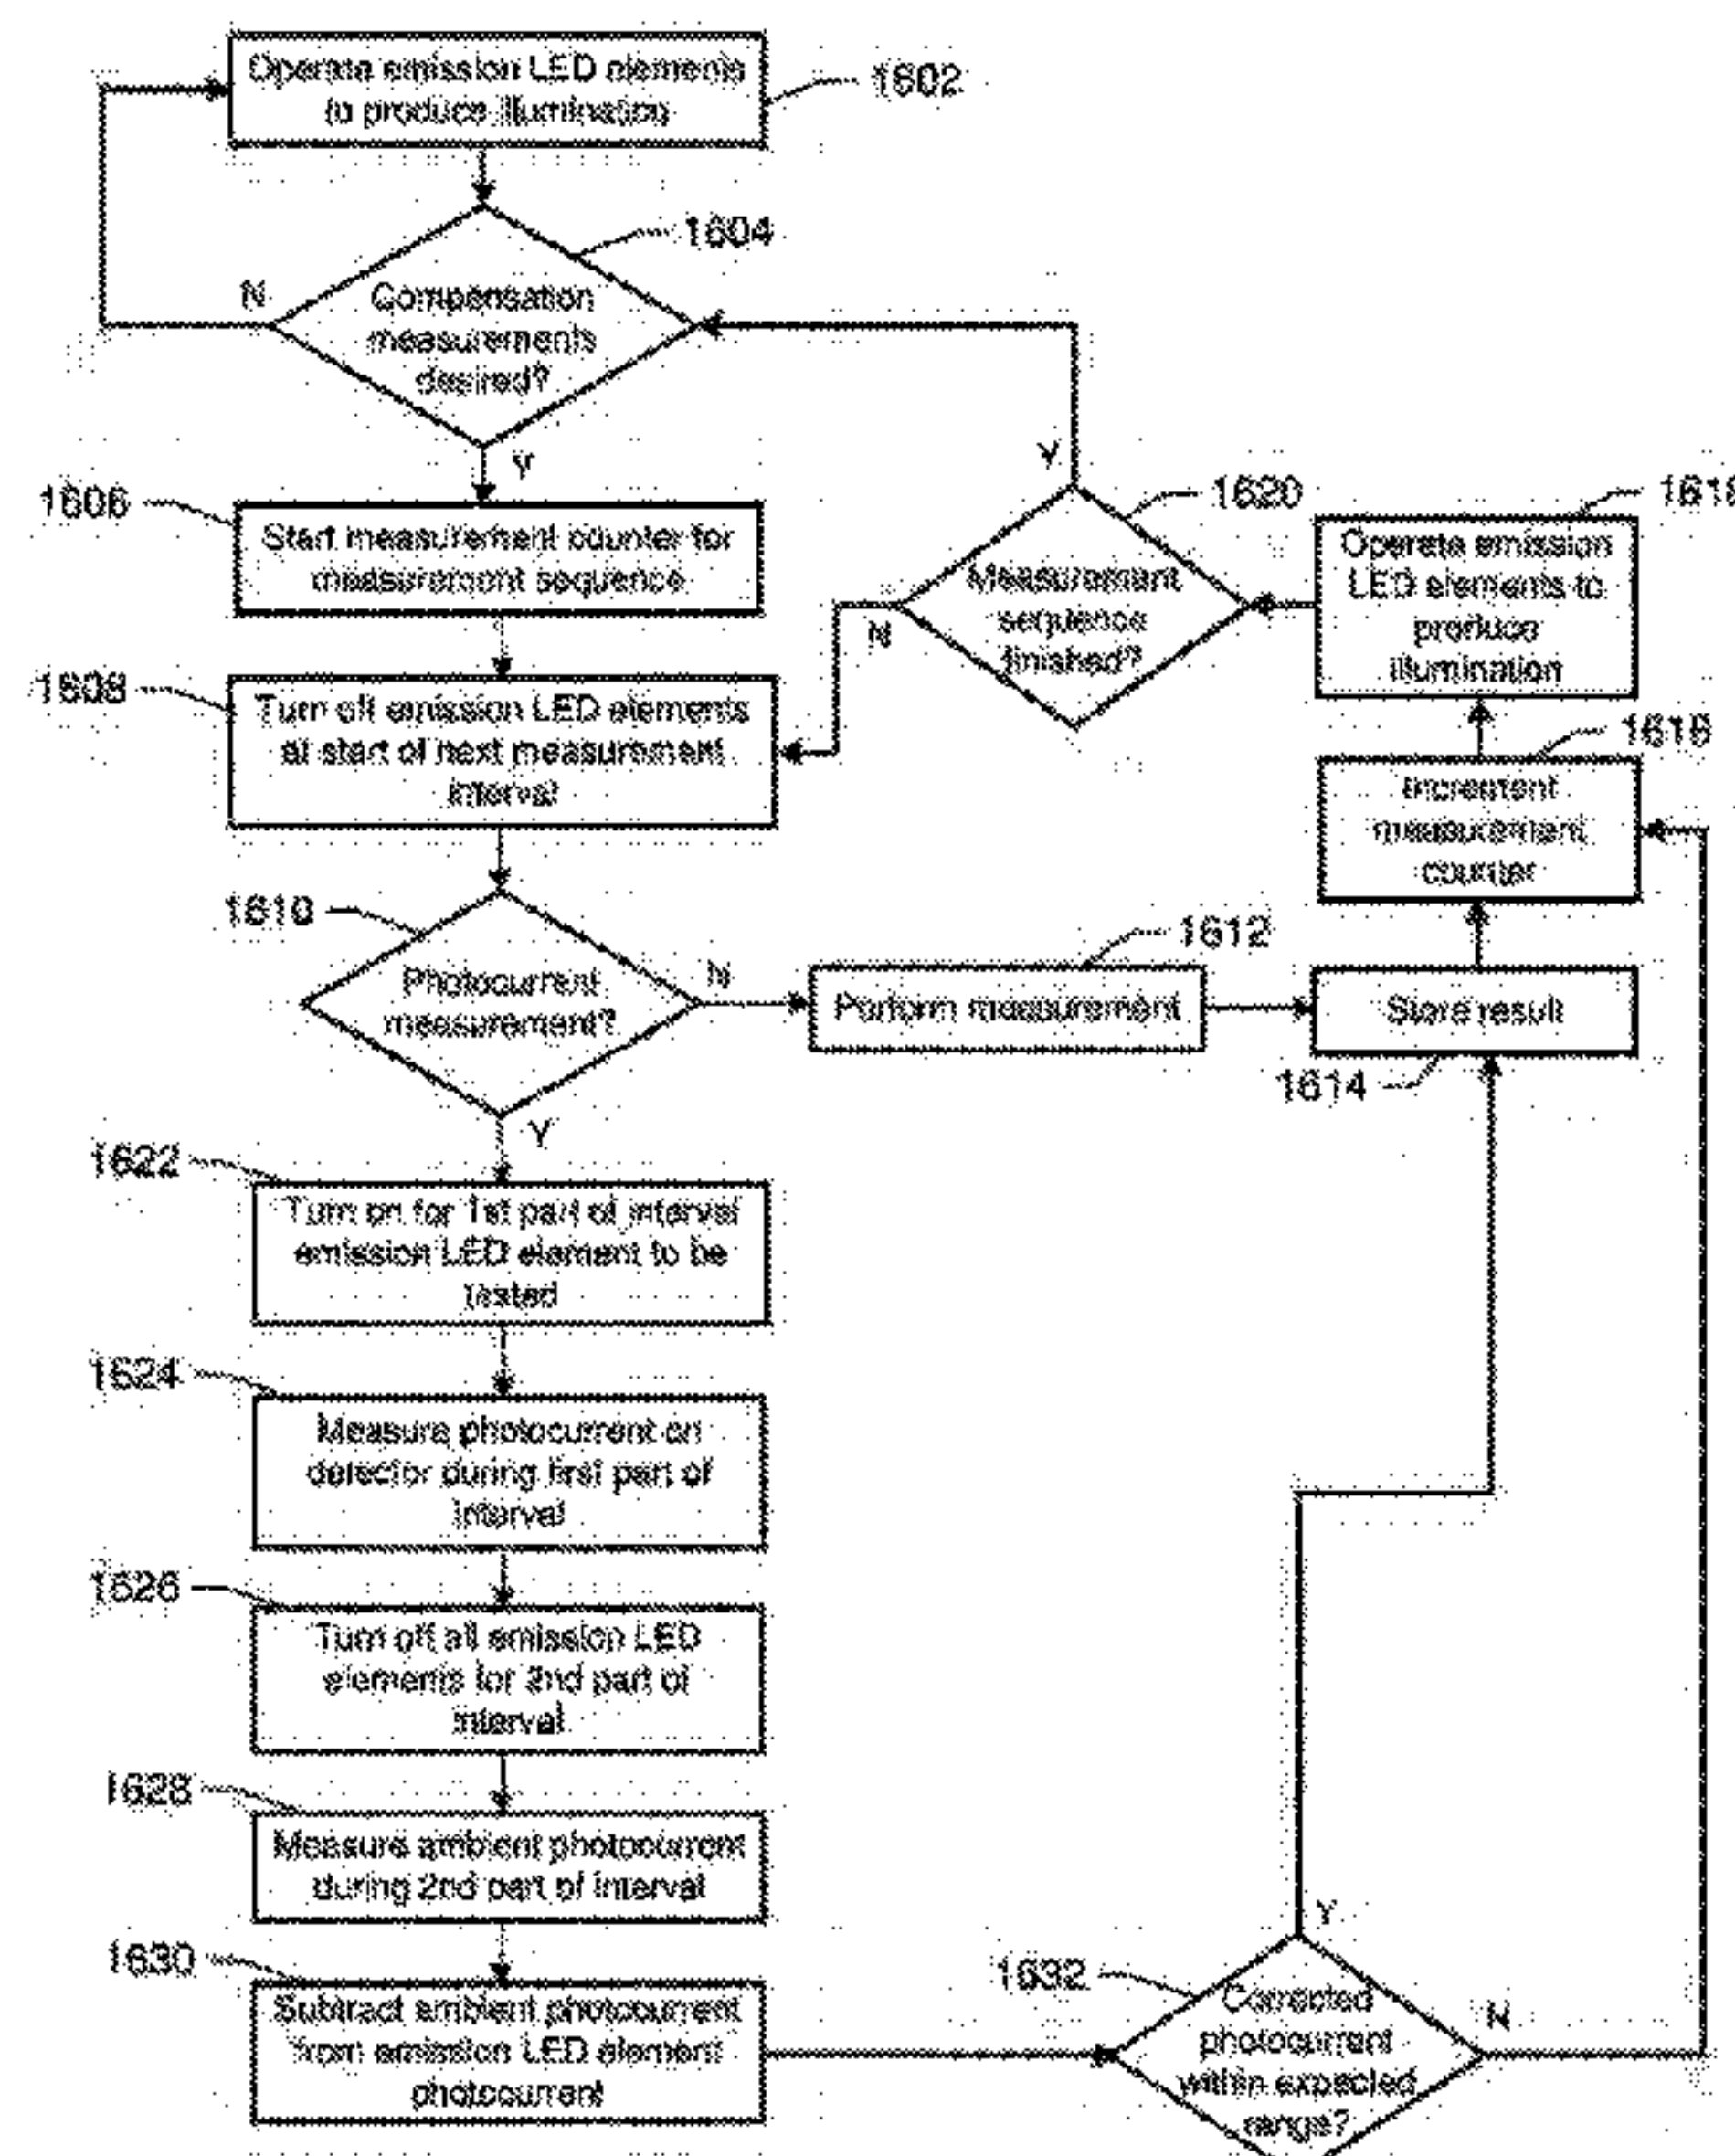 Operate emission LED elements
to produce illumination
1602
1604
N
Compensation
measurements
desired?
Y
1606
Start measurement counter for
measurement sequence
Y
1620
Measurement
sequence
finished?
N
1618
Operate emission
LED elements to
produce
illumination
1608
Turn off emission LED elements
at start of next measurement
interval
1616
Increment
measurement
counter
1610
Photocurrent
measurement?
N
1612
Perform measurement
Store result
1614
Y
1622
Turn on for 1st part of interval
emission LED element to be
tested
1624
Measure photocurrent on
detector during first part of
interval
1626
Turn off all emission LED
elements for 2nd part of
interval
1628
Measure ambient photocurrent
during 2nd part of interval
1630
Subtract ambient photocurrent
from emission LED element
photocurrent
1632
Y
Corrected
photocurrent
within expected
range?
N